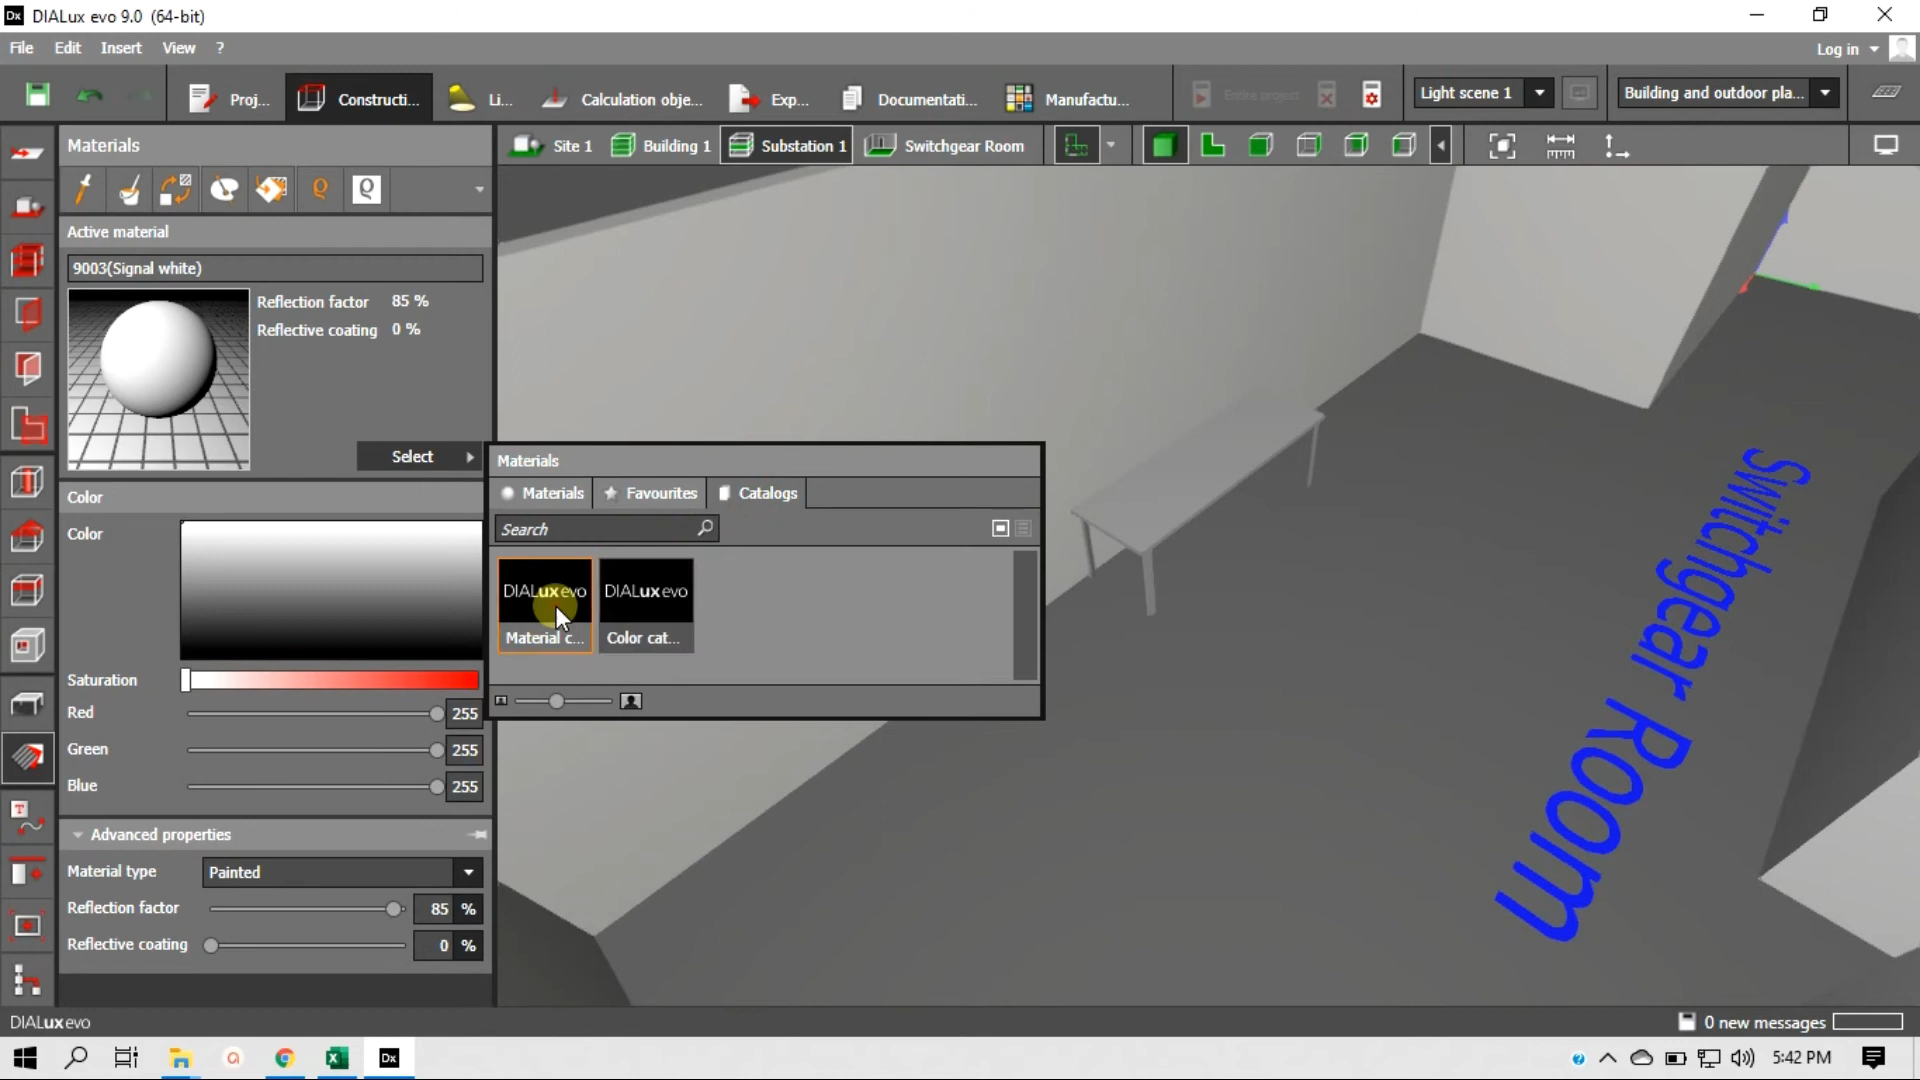 DIALux evo 9.0 (64-bit)
File Edit Insert View ?
Log in
Proj... Constructi... Li... Calculation obje... Exp... Documentati... Manufactu... Entire project Light scene 1 Building and outdoor pla...
Materials
Site 1 Building 1 Substation 1 Switchgear Room
Active material
9003(Signal white)
Reflection factor 85 %
Reflective coating 0 %
Select
Materials
Materials Favourites Catalogs
Search
DIALux evo DIALux evo
Material c... Color cat...
Color
Color
Saturation
Red 255
Green 255
Blue 255
Advanced properties
Material type Painted
Reflection factor 85 %
Reflective coating 0 %
Switchgear Room
DIALux evo
0 new messages
Dx
5:42 PM